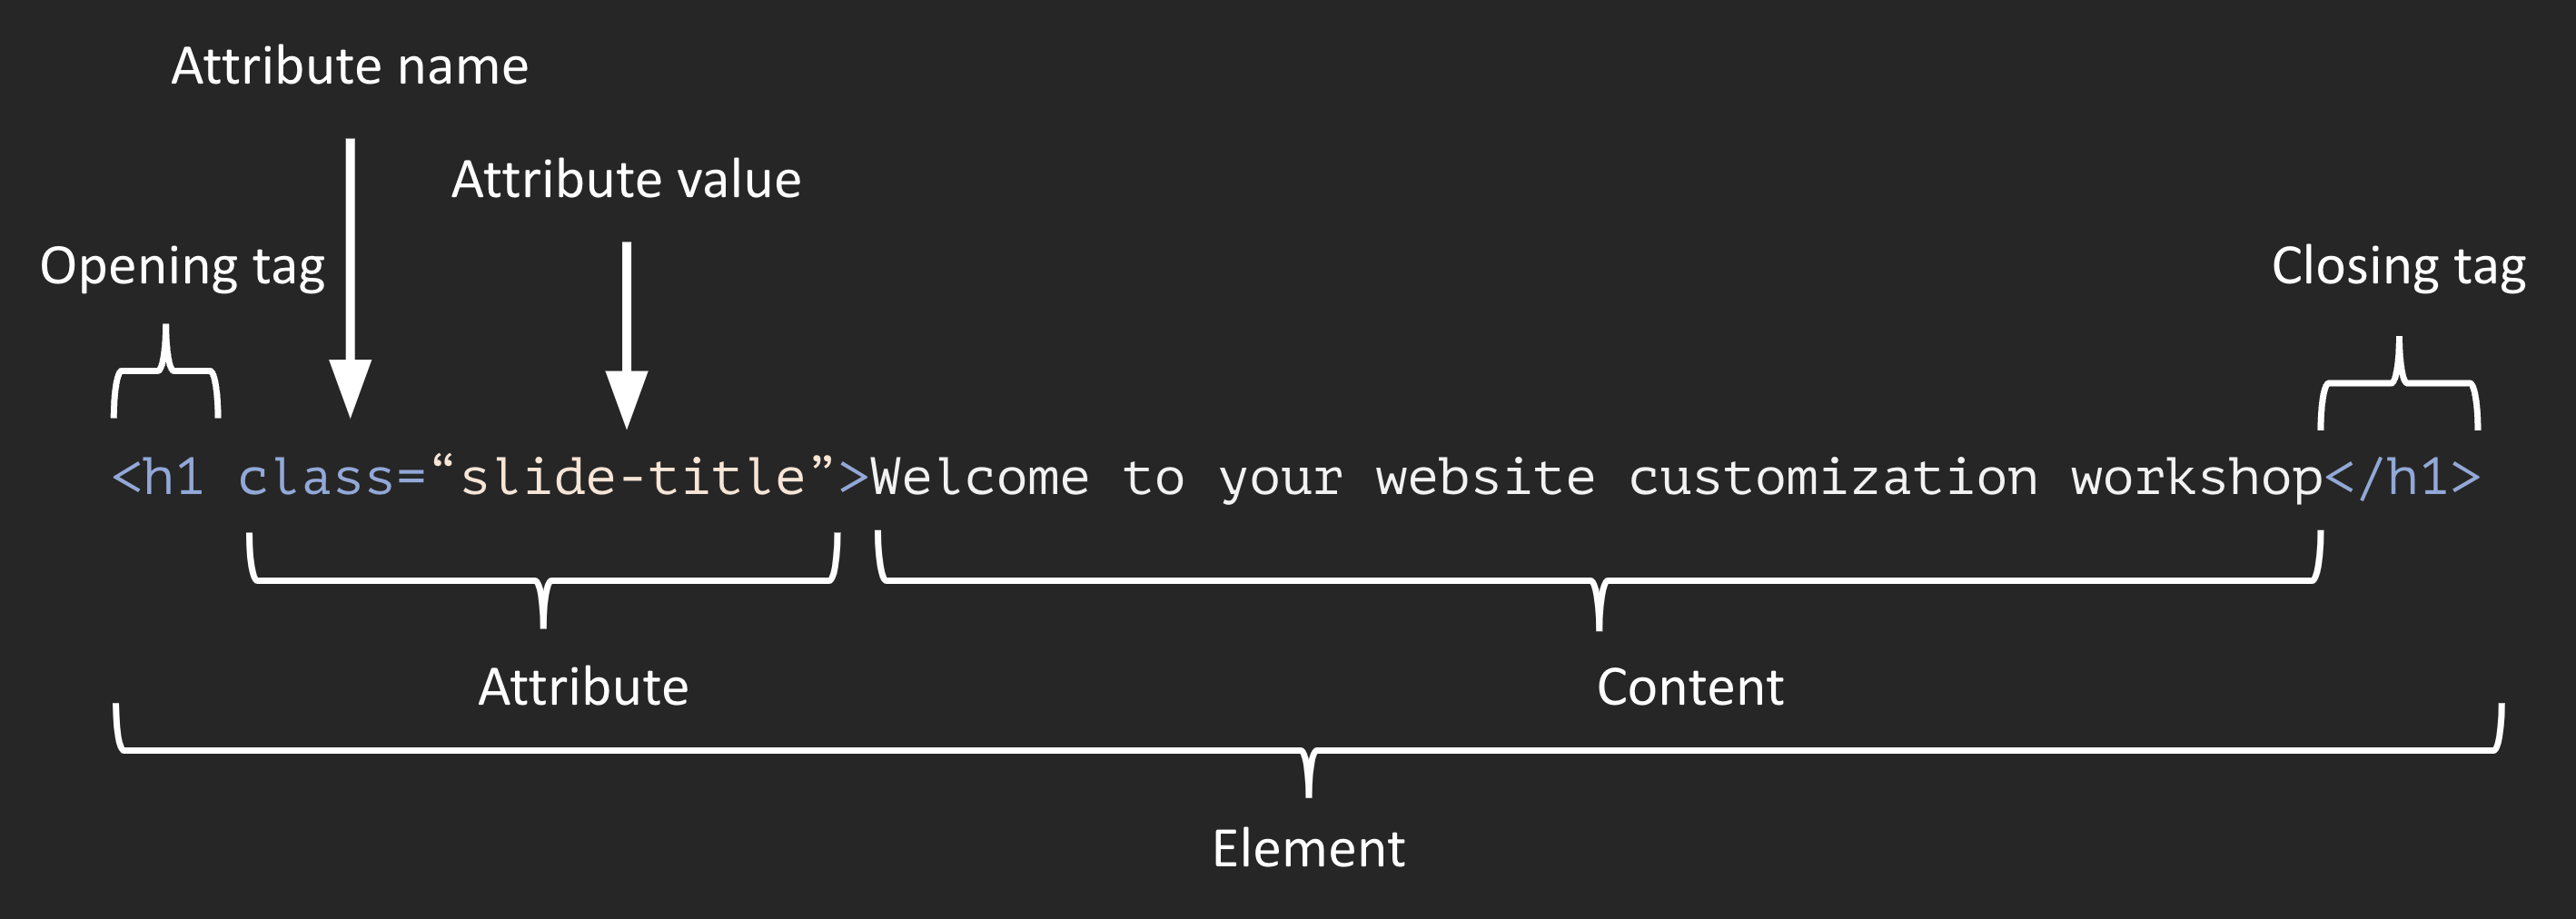 Attribute name
Attribute value
Opening tag
Closing tag
<h1 class=“slide-title”>Welcome to your website customization workshop</h1>
Attribute
Content
Element